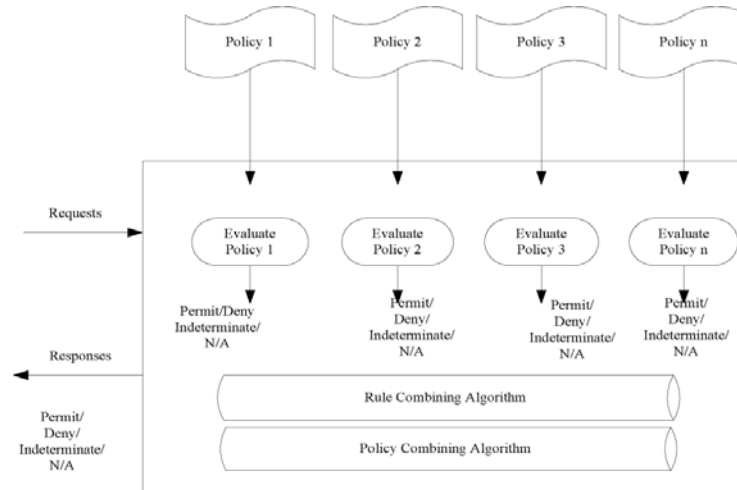 Policy 1
Policy 2
Policy 3
Policy n
Requests
Evaluate
Policy 1
Evaluate
Policy 2
Evaluate
Policy 3
Evaluate
Policy n
Permit/Deny
Indeterminate/
N/A
Permit/
Deny/
Indeterminate/
N/A
Permit/
Deny/
Indeterminate/
N/A
Permit/
Deny/
Indeterminate/
N/A
Responses
Permit/
Deny/
Indeterminate/
N/A
Rule Combining Algorithm
Policy Combining Algorithm